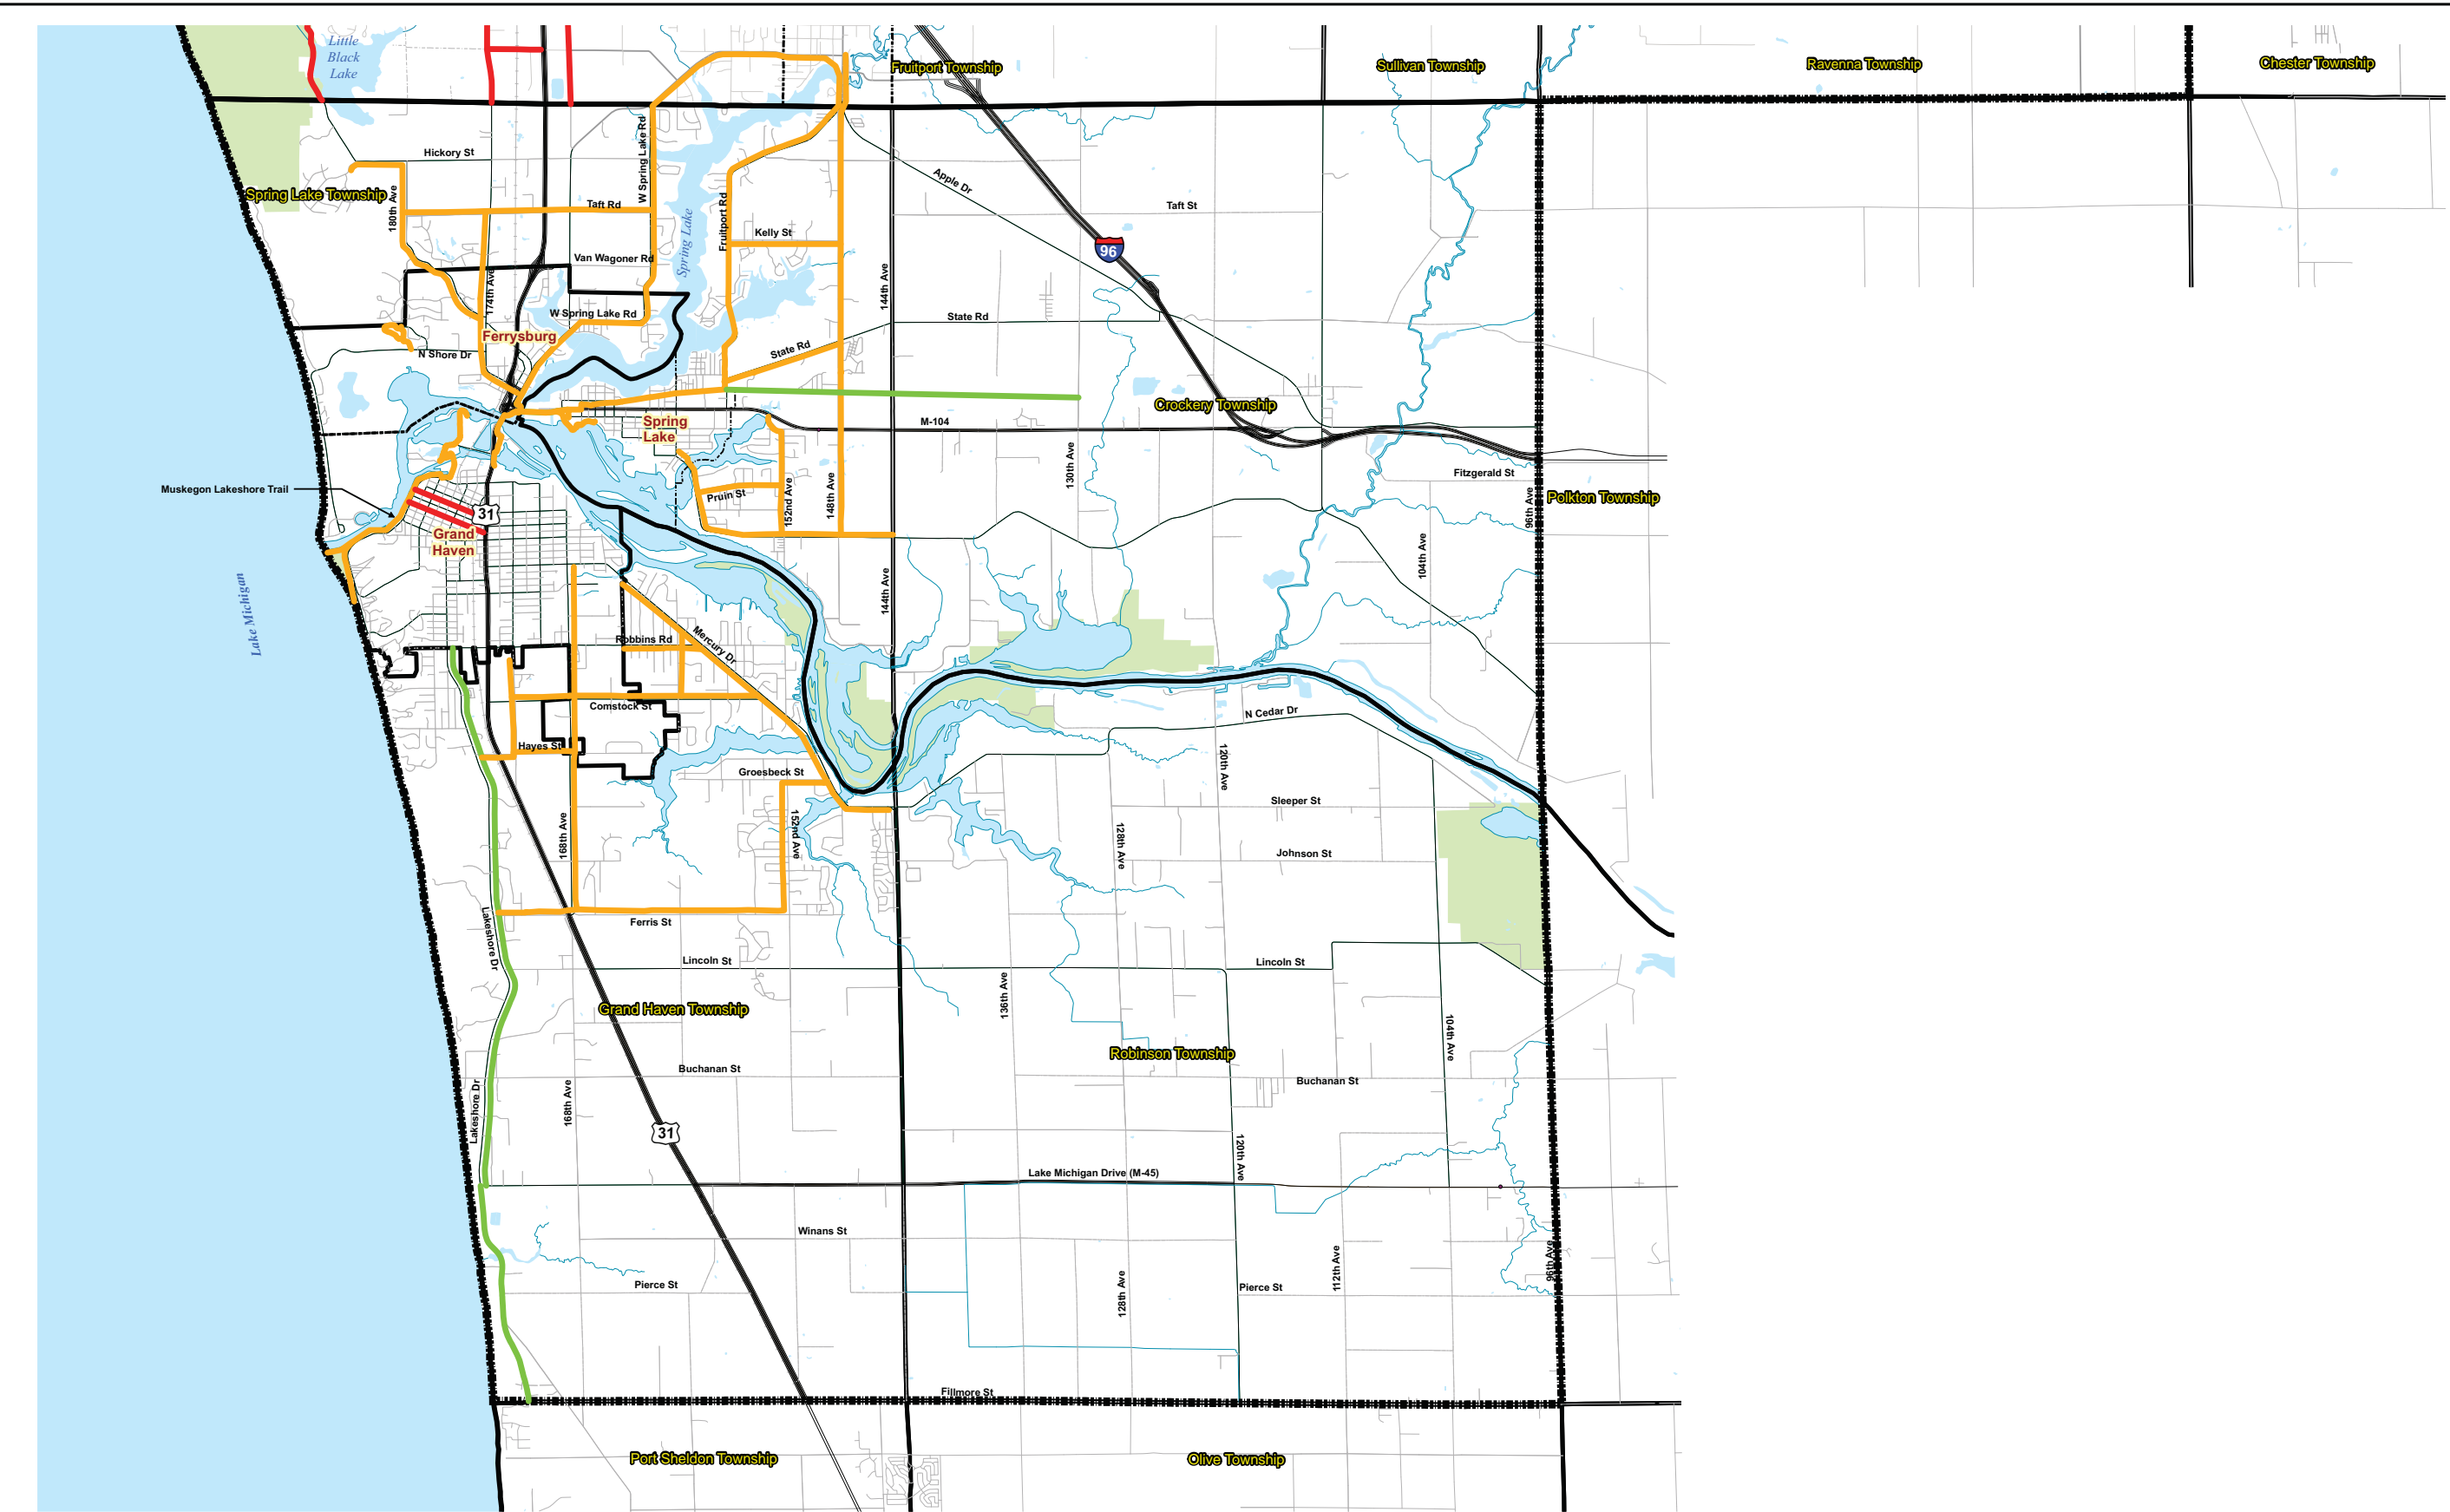 Little
Black
Lake
Fruitport Township
Sullivan Township
Ravenna Township
Chester Township
Hickory St
W Spring Lake Rd
Apple Dr
Spring Lake Township
180th Ave
Taft Rd
Fruitport Rd
Spring Lake
Kelly St
Taft St
96
Van Wagoner Rd
174th Ave
144th Ave
W Spring Lake Rd
State Rd
Ferrysburg
N Shore Dr
State Rd
Crockery Township
Spring
Lake
M-104
130th Ave
Fitzgerald St
Muskegon Lakeshore Trail
Pruin St
152nd Ave
148th Ave
96th Ave
Polkton Township
31
Grand
Haven
104th Ave
Lake Michigan
144th Ave
Robbins Rd
Mercury Dr
Comstock St
N Cedar Dr
Hayes St
120th Ave
Groesbeck St
Sleeper St
168th Ave
152nd Ave
128th Ave
Johnson St
Lakeshore Dr
Ferris St
Lincoln St
Lincoln St
136th Ave
Grand Haven Township
104th Ave
Robinson Township
Buchanan St
Buchanan St
Lakeshore Dr
168th Ave
31
120th Ave
Lake Michigan Drive (M-45)
Winans St
96th Ave
Pierce St
128th Ave
Pierce St
112th Ave
Fillmore St
Port Sheldon Township
Olive Township